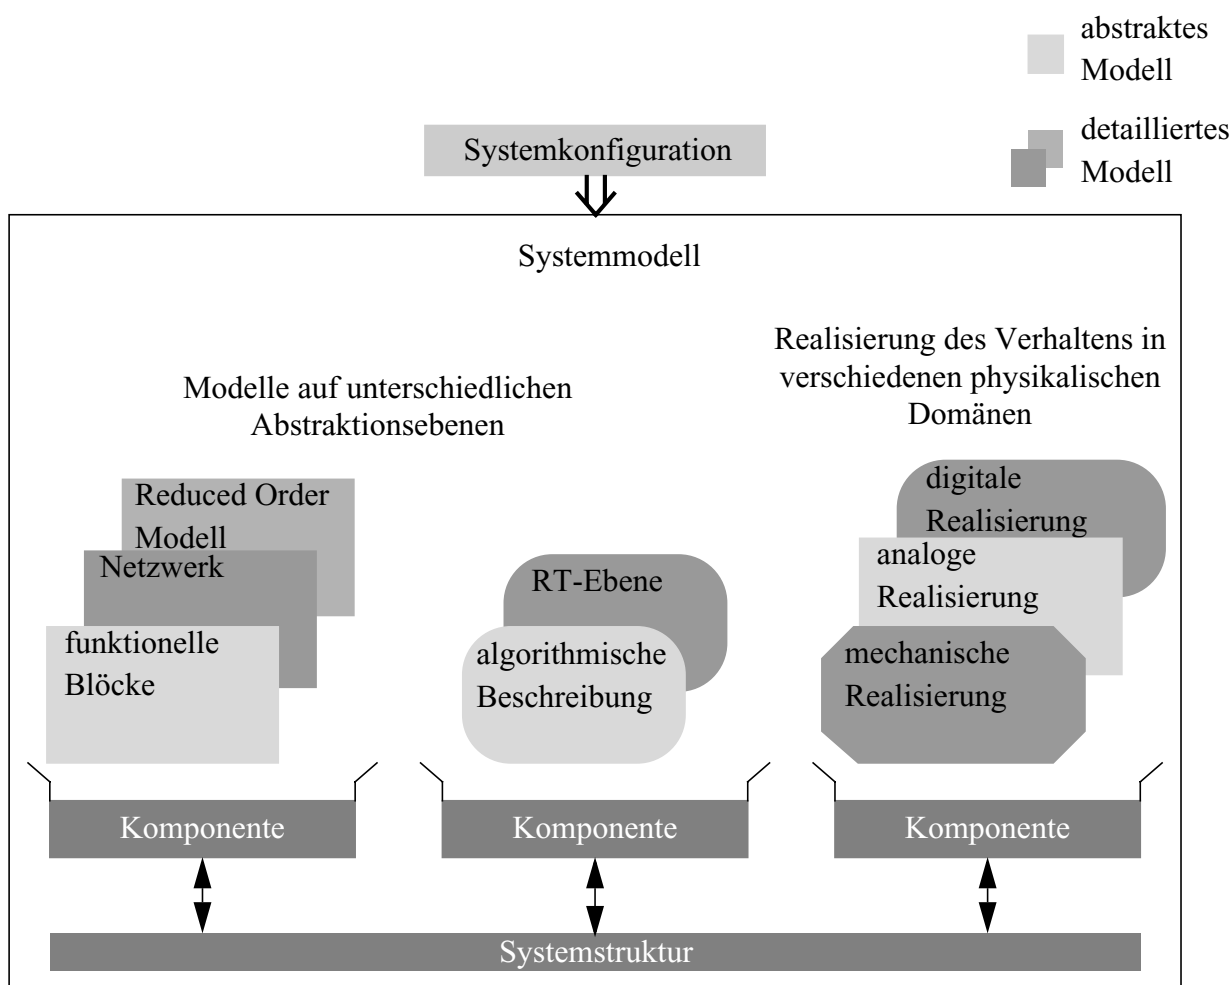 abstraktes
Modell
detailliertes
Modell
Systemkonfiguration
Systemmodell
Modelle auf unterschiedlichen
Abstraktionsebenen
Realisierung des Verhaltens in
verschiedenen physikalischen
Domänen
Reduced Order
Modell
Netzwerk
funktionelle
Blöcke
RT-Ebene
algorithmische
Beschreibung
digitale
Realisierung
analoge
Realisierung
mechanische
Realisierung
Komponente
Komponente
Komponente
Systemstruktur